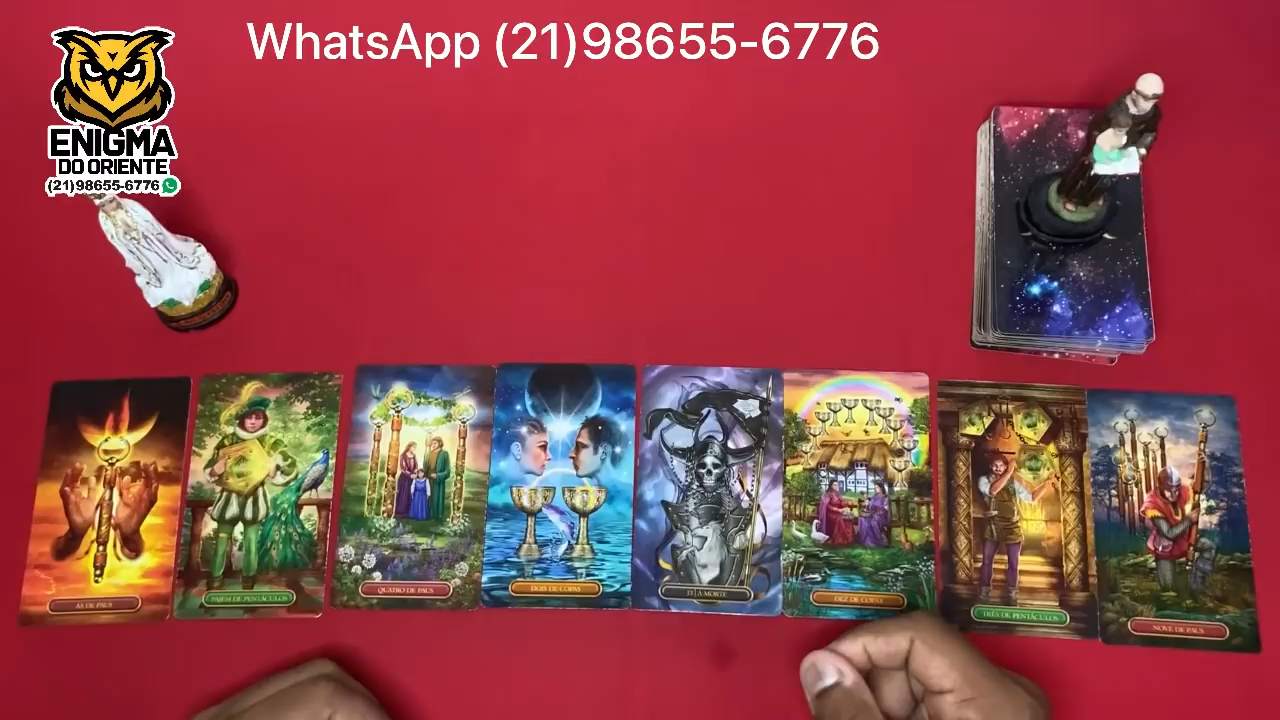 WhatsApp (21)98655-6776
ENIGMA
DO ORIENTE
(21)98655-6776
ÁS DE PAUS
PAJEM DE PENTÁCULOS
QUATRO DE PAUS
DOIS DE COPAS
A MORTE
DEZ DE COPAS
TRÊS DE PENTÁCULOS
NOVE DE PAUS